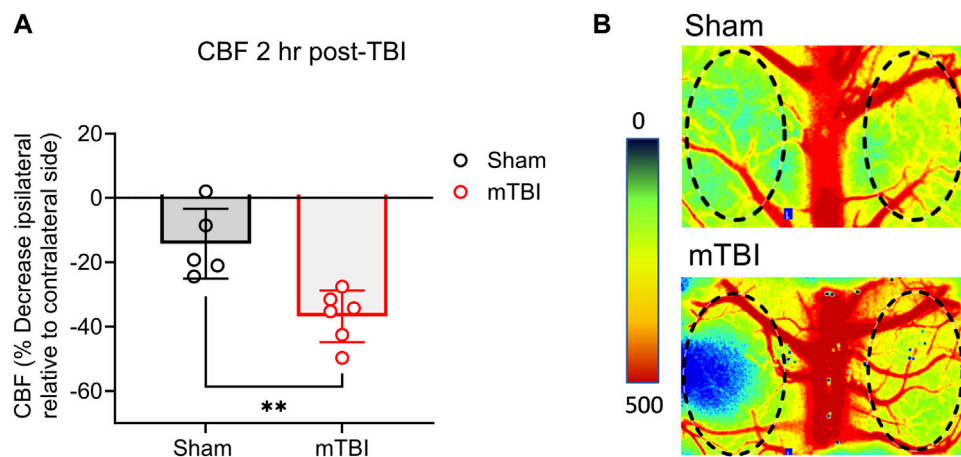 A
CBF 2 hr post-TBI
CBF (% Decrease ipsilateral
relative to contralateral side)
20
0
-20
-40
-60
**
Sham
mTBI
Sham
mTBI
B
Sham
0
500
mTBI